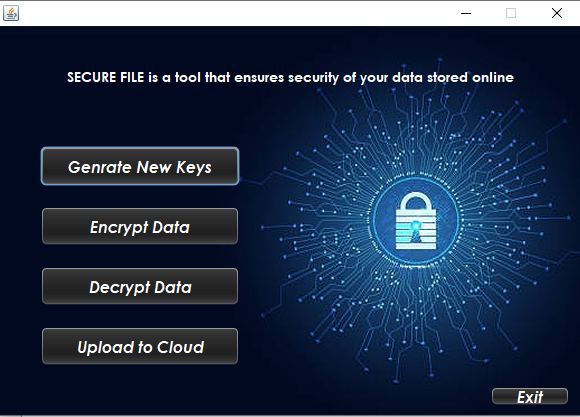 SECURE FILE is a tool that ensures security of your data stored online
Genrate New Keys
Encrypt Data
Decrypt Data
Upload to Cloud
Exit